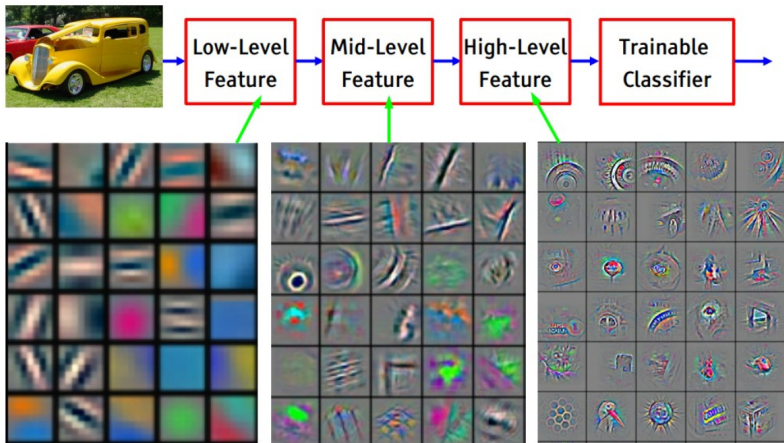 Low-Level
Feature
Mid-Level
Feature
High-Level
Feature
Trainable
Classifier